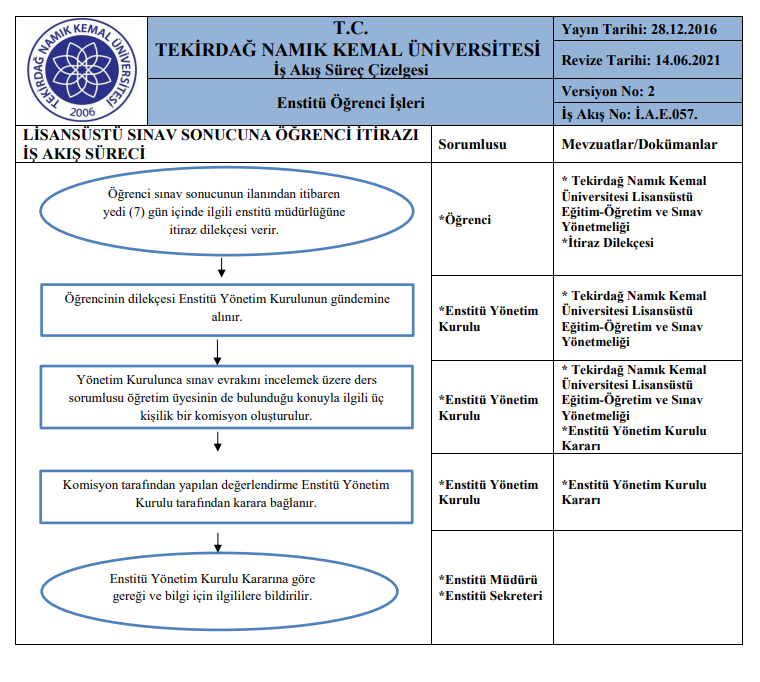 TEKİRDAĞ NAMIK KEMAL ÜNİVERSİTESİ
2006
T.C.
TEKİRDAĞ NAMIK KEMAL ÜNİVERSİTESİ
İş Akış Süreç Çizelgesi
Enstitü Öğrenci İşleri
Yayın Tarihi: 28.12.2016
Revize Tarihi: 14.06.2021
Versiyon No: 2
İş Akış No: İ.A.E.057.
LİSANSÜSTÜ SINAV SONUCUNA ÖĞRENCİ İTİRAZI
İŞ AKIŞ SÜRECİ
Sorumlusu
Mevzuatlar/Dokümanlar
Öğrenci sınav sonucunun ilanından itibaren
yedi (7) gün içinde ilgili enstitü müdürlüğüne
itiraz dilekçesi verir.
*Öğrenci
* Tekirdağ Namık Kemal
Üniversitesi Lisansüstü
Eğitim-Öğretim ve Sınav
Yönetmeliği
*İtiraz Dilekçesi
Öğrencinin dilekçesi Enstitü Yönetim Kurulunun gündemine
alınır.
*Enstitü Yönetim
Kurulu
* Tekirdağ Namık Kemal
Üniversitesi Lisansüstü
Eğitim-Öğretim ve Sınav
Yönetmeliği
Yönetim Kurulunca sınav evrakını incelemek üzere ders
sorumlusu öğretim üyesinin de bulunduğu konuyla ilgili üç
kişilik bir komisyon oluşturulur.
*Enstitü Yönetim
Kurulu
* Tekirdağ Namık Kemal
Üniversitesi Lisansüstü
Eğitim-Öğretim ve Sınav
Yönetmeliği
*Enstitü Yönetim Kurulu
Kararı
Komisyon tarafından yapılan değerlendirme Enstitü Yönetim
Kurulu tarafından karara bağlanır.
*Enstitü Yönetim
Kurulu
*Enstitü Yönetim Kurulu
Kararı
Enstitü Yönetim Kurulu Kararına göre
gereği ve bilgi için ilgililere bildirilir.
*Enstitü Müdürü
*Enstitü Sekreteri